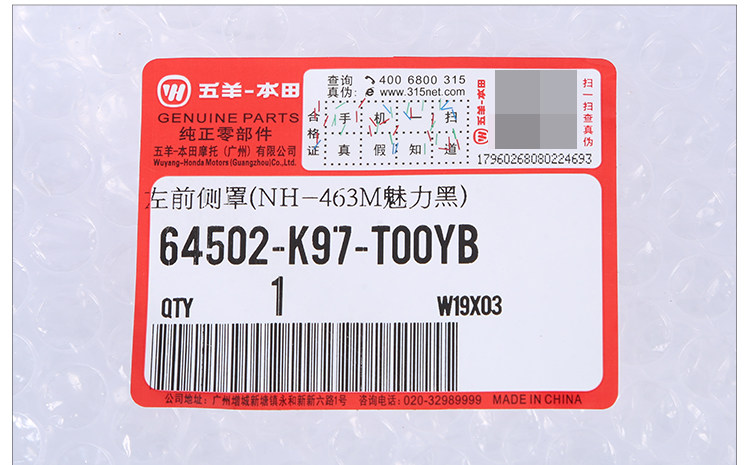 五羊-本田
GENUINE PARTS
纯正零部件
五羊-本田摩托（广州）有限公司
Wuyang-Honda Motors (Guangzhou) Co.,Ltd.
查询真伪:
400 6800 315
www.315net.com
合格证
手机一扫
真假知道
五羊-本田
扫一扫查真伪
17960268080224693
左前侧罩(NH-463M魅力黑)
64502-K97-T00YB
QTY 1 W19X03
公司地址: 广州增城新塘镇永和新新六路1号 咨询电话: 020-32989999 MADE IN CHINA